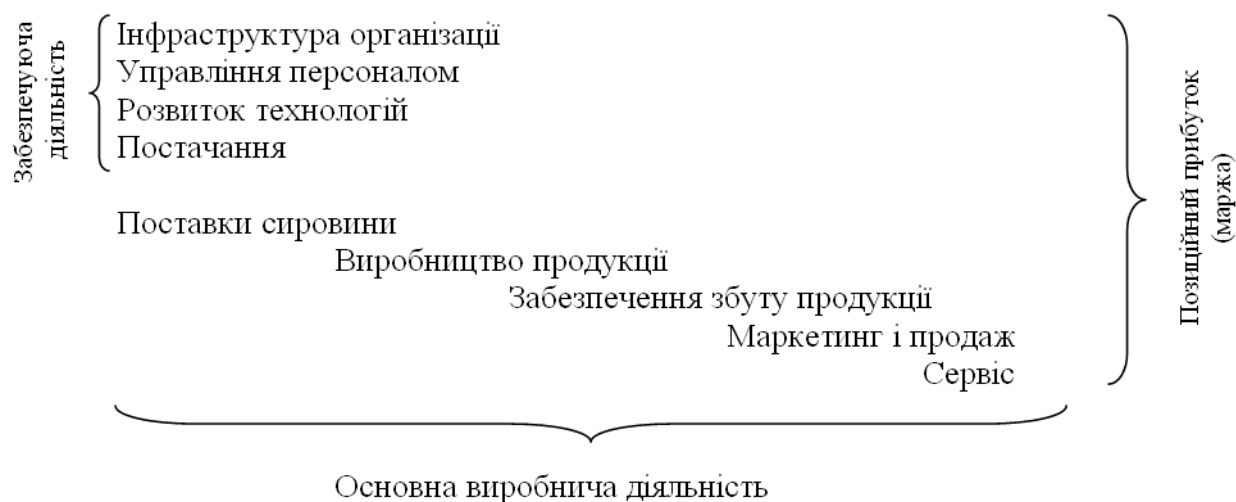 Забезпечуюча
діяльність
Інфраструктура організації
Управління персоналом
Розвиток технологій
Постачання
Поставки сировини
Виробництво продукції
Забезпечення збуту продукції
Маркетинг і продаж
Сервіс
Позиційний прибуток
(маржа)
Основна виробнича діяльність